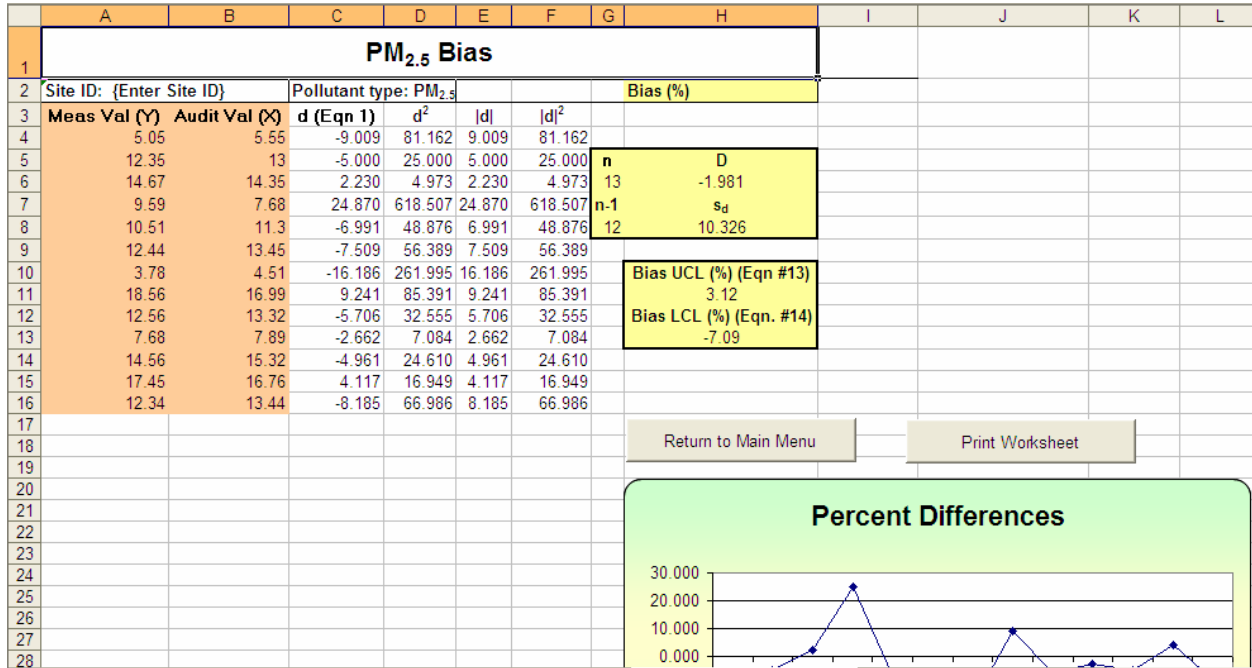 A B C D E F G H I J K L
1 PM2.5 Bias
2 Site ID: {Enter Site ID} Pollutant type: PM2.5 Bias (%)
3 Meas Val (Y) Audit Val (X) d (Eqn 1) d² |d| |d|²
4 5.05 5.55 -9.009 81.162 9.009 81.162
5 12.35 13 -5.000 25.000 5.000 25.000 n D
6 14.67 14.35 2.230 4.973 2.230 4.973 13 -1.981
7 9.59 7.68 24.870 618.507 24.870 618.507 n-1 sd
8 10.51 11.3 -6.991 48.876 6.991 48.876 12 10.326
9 12.44 13.45 -7.509 56.389 7.509 56.389
10 3.78 4.51 -16.186 261.995 16.186 261.995 Bias UCL (%) (Eqn #13)
11 18.56 16.99 9.241 85.391 9.241 85.391 3.12
12 12.56 13.32 -5.706 32.555 5.706 32.555 Bias LCL (%) (Eqn. #14)
13 7.68 7.89 -2.662 7.084 2.662 7.084 -7.09
14 14.56 15.32 -4.961 24.610 4.961 24.610
15 17.45 16.76 4.117 16.949 4.117 16.949
16 12.34 13.44 -8.185 66.986 8.185 66.986
17
18 Return to Main Menu Print Worksheet
19
20
21 Percent Differences
22
23
24 30.000
25 20.000
26 10.000
27
28 0.000